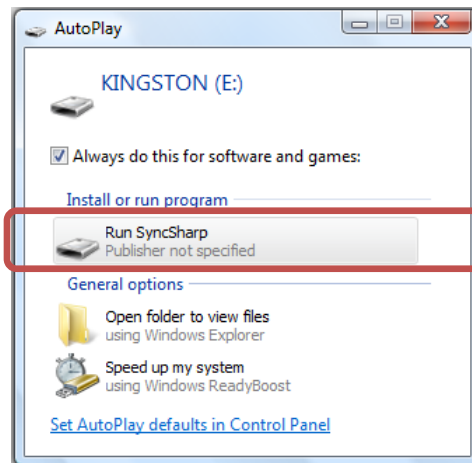 AutoPlay
KINGSTON (E:)
Always do this for software and games:
Install or run program
Run SyncSharp
Publisher not specified
General options
Open folder to view files
using Windows Explorer
Speed up my system
using Windows ReadyBoost
Set AutoPlay defaults in Control Panel